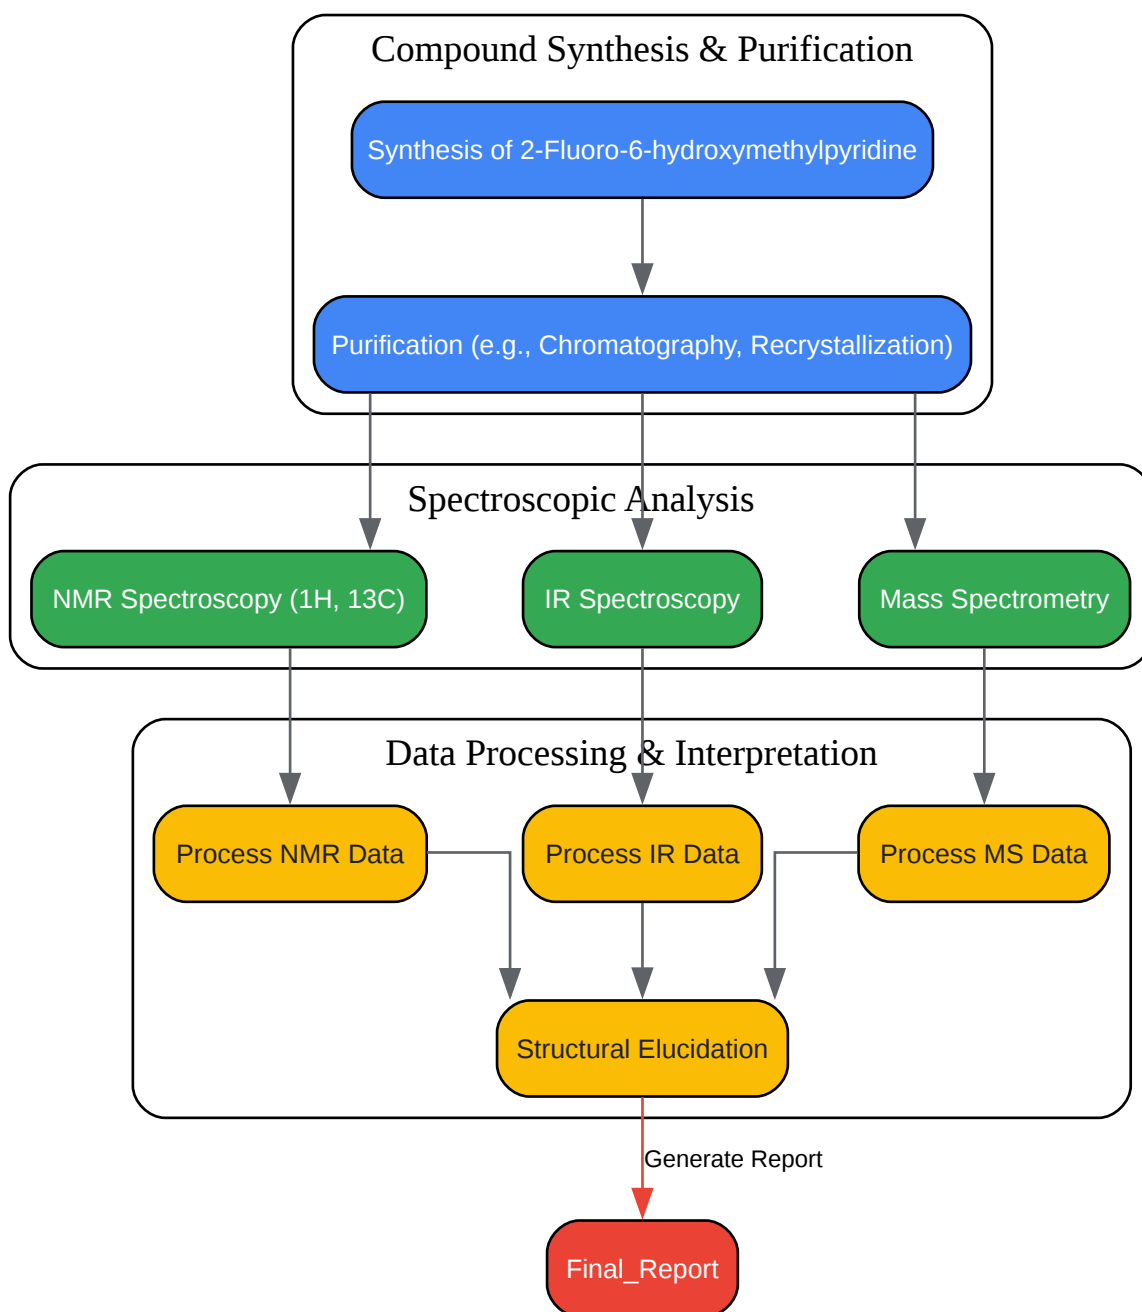 Compound Synthesis & Purification
Synthesis of 2-Fluoro-6-hydroxymethylpyridine
Purification (e.g., Chromatography, Recrystallization)
Spectroscopic Analysis
NMR Spectroscopy (1H, 13C)
IR Spectroscopy
Mass Spectrometry
Data Processing & Interpretation
Process NMR Data
Process IR Data
Process MS Data
Structural Elucidation
Generate Report
Final_Report